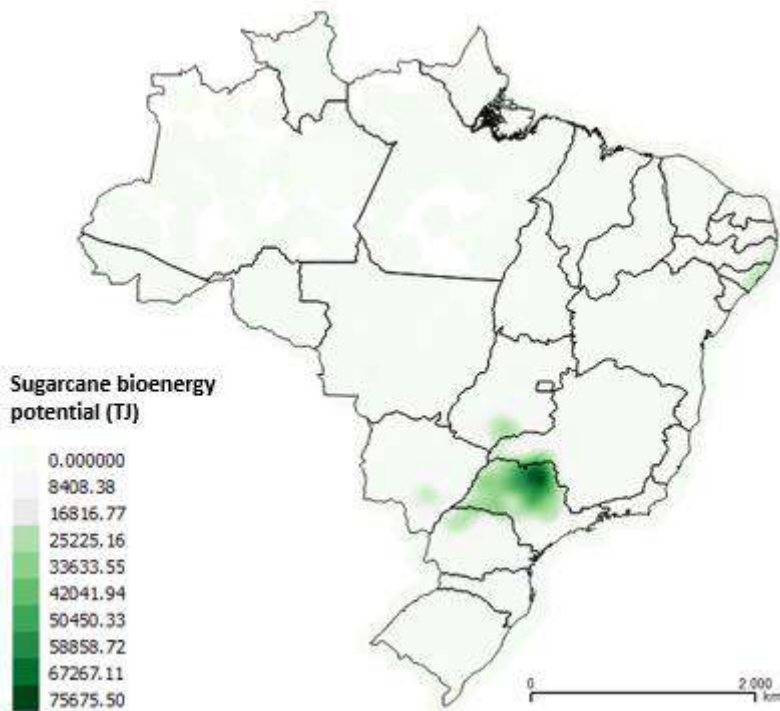 Sugarcane bioenergy
potential (TJ)
0.000000
8408.38
16816.77
25225.16
33633.55
42041.94
50450.33
58858.72
67267.11
75675.50
0 2 000
km